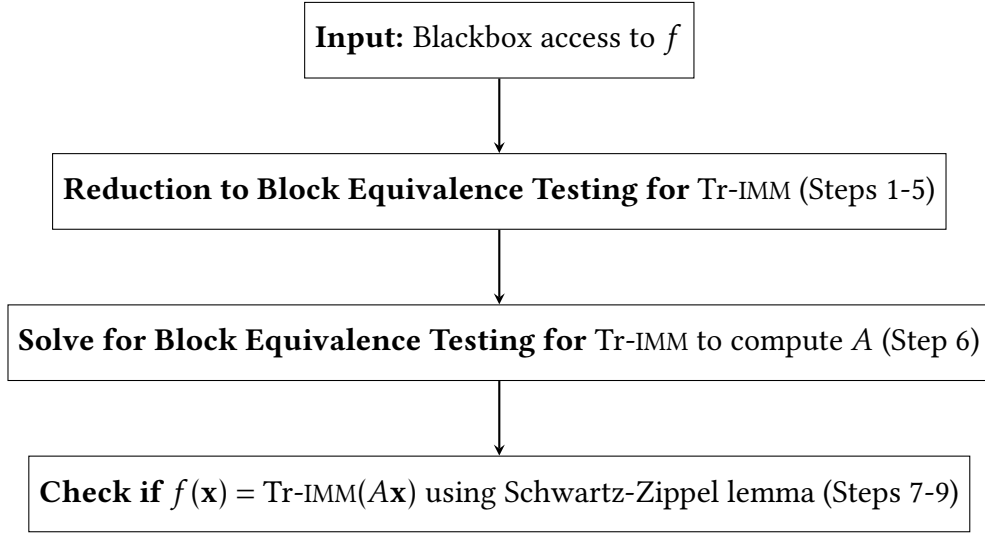 Input: Blackbox access to f
Reduction to Block Equivalence Testing for Tr-IMM (Steps 1-5)
Solve for Block Equivalence Testing for Tr-IMM to compute A (Step 6)
Check if f(x) = Tr-IMM(Ax) using Schwartz-Zippel lemma (Steps 7-9)